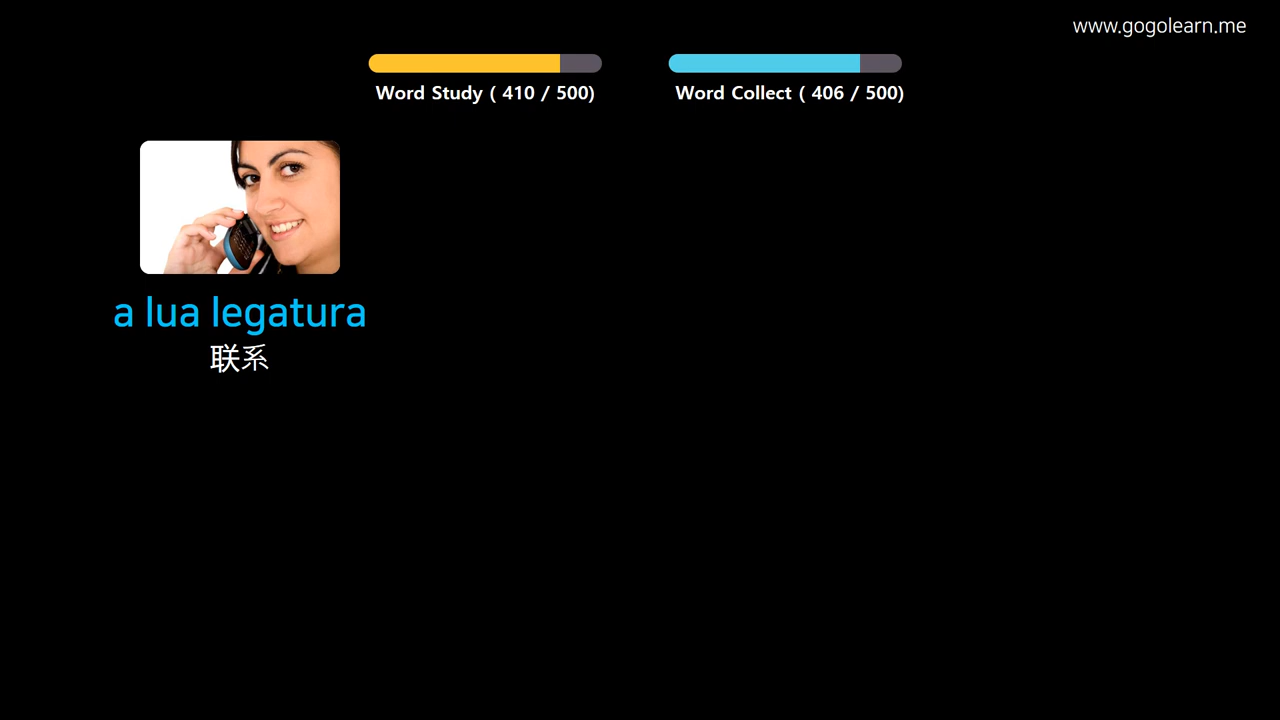 www.gogolearn.me
Word Study ( 410 / 500)
Word Collect ( 406 / 500)
a lua legatura
联系